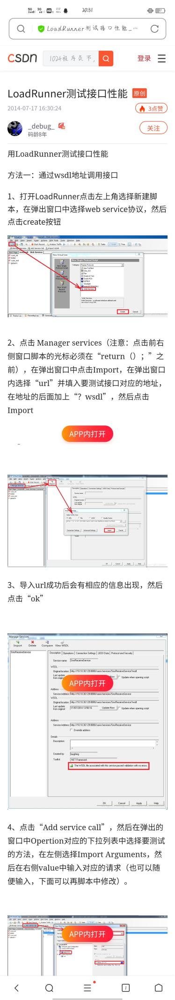 20:31
LoadRunner测试接口性能_…
CSDN
1024程序员节,
登录
LoadRunner测试接口性能 原创
2014-07-17 16:30:24
3点赞
_debug_
码龄8年
关注
用LoadRunner测试接口性能
方法一：通过wsdl地址调用接口
1、打开LoadRunner点击左上角选择新建脚
本，在弹出窗口中选择web service协议，然后
点击create按钮
New Virtual User
New Single Protocol Script
Category: Popular Protocols
Web Services
Create
Cancel
2、点击 Manager services（注意：点击前右
侧窗口脚本的光标必须在“return（）；”之
前），在弹出窗口中点击Import，在弹出窗口
内选择“url”并填入要测试接口对应的地址，
在地址的后面加上“？wsdl”，然后点击
Import
APP内打开
3、导入url成功后会有相应的信息出现，然后
点击“ok”
Manage Services
Import Delete Compare View WSDL
SmsReceiveService
Description Operations Connection Settings UDDI Data Protocol and Security
Service name: SmsReceiveService
WSDL
Original location: http://10.10.30.129:8080/oasis/services/SmsReceiveService?wsdl
Last update from original:
Update when opening script
APP内打开
Address
Service Address: http://10.10.30.129:8080/oasis/services/SmsReceiveService
WSDL
Original location: http://10.10.30.129:8080/oasis/services/SmsReceiveService?wsdl
Last update from original: 17/07/2014 13:56:16 Update Now Update when opening script
Address
Service Address: http://10.10.30.129:8080/oasis/services/SmsReceiveService
Override address
Details
Description:
Created by: laughing
Toolkit: .NET Framework
The WSDL file associated with this service passed validation with no errors.
OK Cancel Apply Help
4、点击“Add service call”，然后在弹出的
窗口中Opertion对应的下拉列表中选择要测试
的方法，在左侧选择Import Arguments，然
后在右侧value中输入对应的请求（也可以随
便输入，下面可以再脚本中修改）。
APP内打开